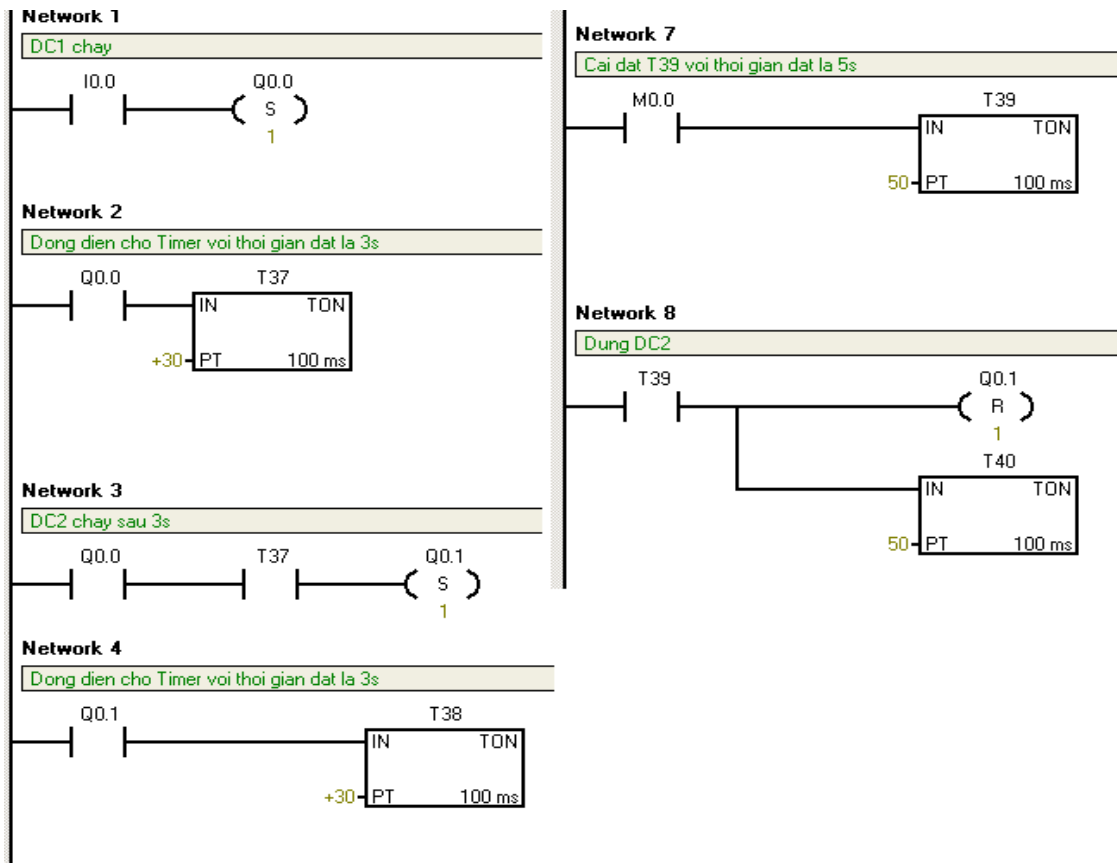 Network 1
DC1 chay
I0.0 Q0.0
S
1
Network 2
Dong dien cho Timer voi thoi gian dat la 3s
Q0.0 T37
IN TON
+30 PT 100 ms
Network 3
DC2 chay sau 3s
Q0.0 T37 Q0.1
S
1
Network 4
Dong dien cho Timer voi thoi gian dat la 3s
Q0.1 T38
IN TON
+30 PT 100 ms
Network 7
Cai dat T39 voi thoi gian dat la 5s
M0.0 T39
IN TON
50 PT 100 ms
Network 8
Dung DC2
T39 Q0.1
R
1
T40
IN TON
50 PT 100 ms